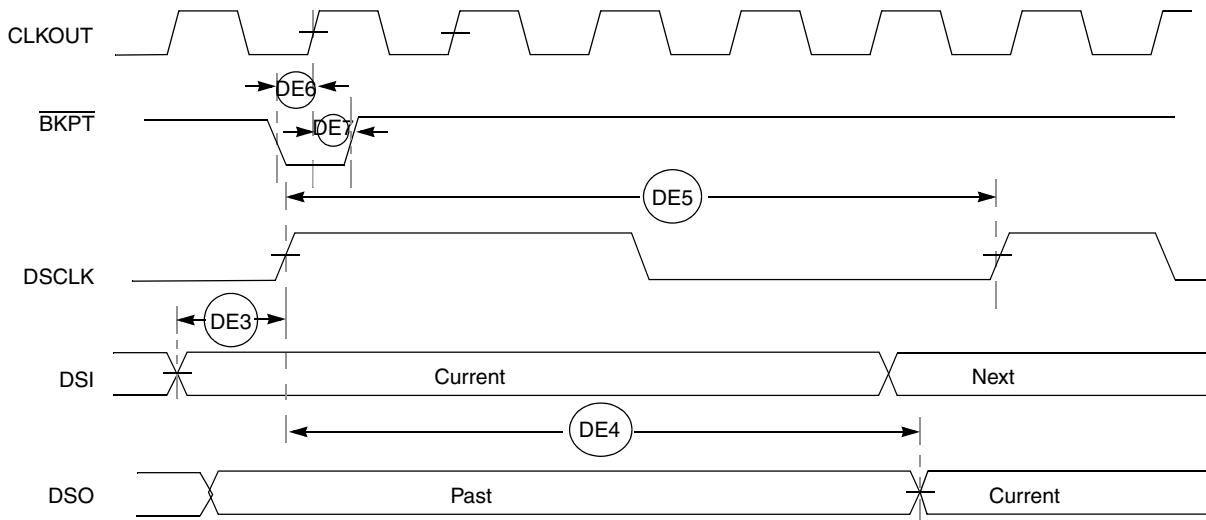 CLKOUT
DE6
BKPT
DE7
DE5
DSCLK
DE3
DSI
Current
Next
DE4
DSO
Past
Current